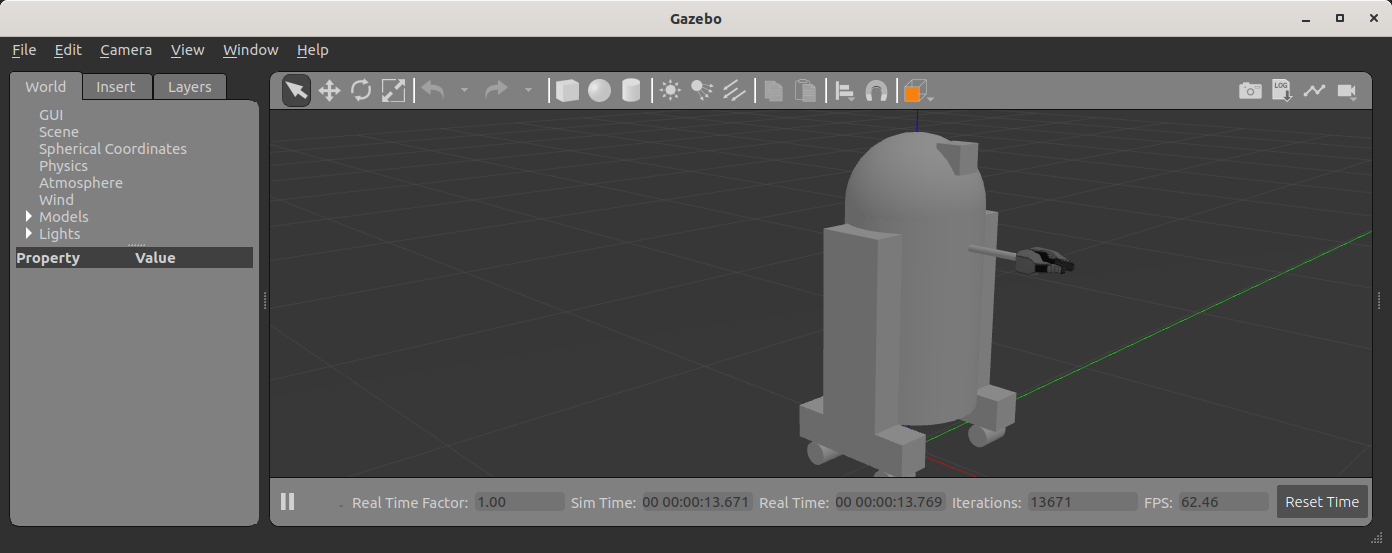 Gazebo
File Edit Camera View Window Help
World Insert Layers
GUI
Scene
Spherical Coordinates
Physics
Atmosphere
Wind
Models
Lights
Property Value
LOG
Real Time Factor: 1.00 Sim Time: 00 00:00:13.671 Real Time: 00 00:00:13.769 Iterations: 13671 FPS: 62.46 Reset Time